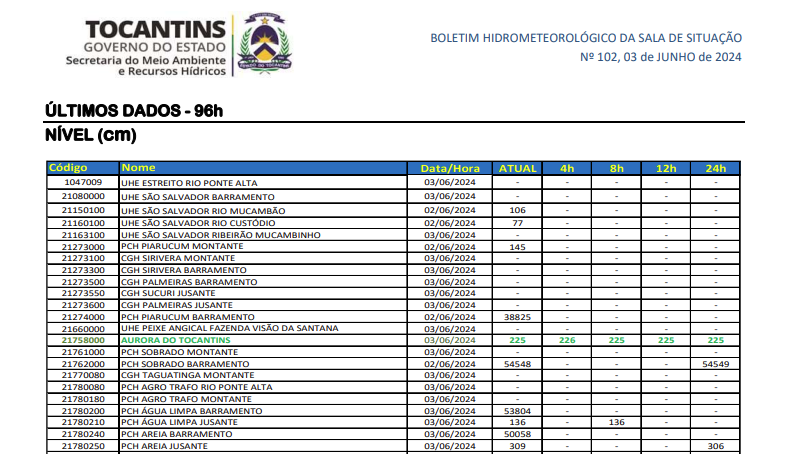 TOCANTINS
GOVERNO DO ESTADO
Secretaria do Meio Ambiente
e Recursos Hídricos
BOLETIM HIDROMETEOROLÓGICO DA SALA DE SITUAÇÃO
Nº 102, 03 de JUNHO de 2024
ÚLTIMOS DADOS - 96h
NÍVEL (cm)
Código Nome Data/Hora ATUAL 4h 8h 12h 24h
1047009 UHE ESTREITO RIO PONTE ALTA 03/06/2024 - - - - -
21080000 UHE SÃO SALVADOR BARRAMENTO 03/06/2024 - - - - -
21150100 UHE SÃO SALVADOR RIO MUCAMBÃO 02/06/2024 106 - - - -
21160100 UHE SÃO SALVADOR RIO CUSTÓDIO 02/06/2024 77 - - - -
21163100 UHE SÃO SALVADOR RIBEIRÃO MUCAMBINHO 03/06/2024 - - - - -
21273000 PCH PIARUCUM MONTANTE 02/06/2024 145 - - - -
21273100 CGH SIRIVERA MONTANTE 03/06/2024 - - - - -
21273300 CGH SIRIVERA BARRAMENTO 03/06/2024 - - - - -
21273500 CGH PALMEIRAS BARRAMENTO 03/06/2024 - - - - -
21273550 CGH SUCURI JUSANTE 03/06/2024 - - - - -
21273600 CGH PALMEIRAS JUSANTE 03/06/2024 - - - - -
21274000 PCH PIARUCUM BARRAMENTO 02/06/2024 38825 - - - -
21660000 UHE PEIXE ANGICAL FAZENDA VISÃO DA SANTANA 03/06/2024 - - - - -
21758000 AURORA DO TOCANTINS 03/06/2024 225 226 225 225 225
21761000 PCH SOBRADO MONTANTE 03/06/2024 - - - - -
21762000 PCH SOBRADO BARRAMENTO 02/06/2024 54548 - - - 54549
21770080 CGH TAGUATINGA MONTANTE 03/06/2024 - - - - -
21780080 PCH AGRO TRAFO RIO PONTE ALTA 03/06/2024 - - - - -
21780180 PCH AGRO TRAFO MONTANTE 03/06/2024 - - - - -
21780200 PCH ÁGUA LIMPA BARRAMENTO 03/06/2024 53804 - - - -
21780210 PCH ÁGUA LIMPA JUSANTE 03/06/2024 136 - 136 - -
21780240 PCH AREIA BARRAMENTO 03/06/2024 50058 - - - -
21780250 PCH AREIA JUSANTE 03/06/2024 309 - - - 306